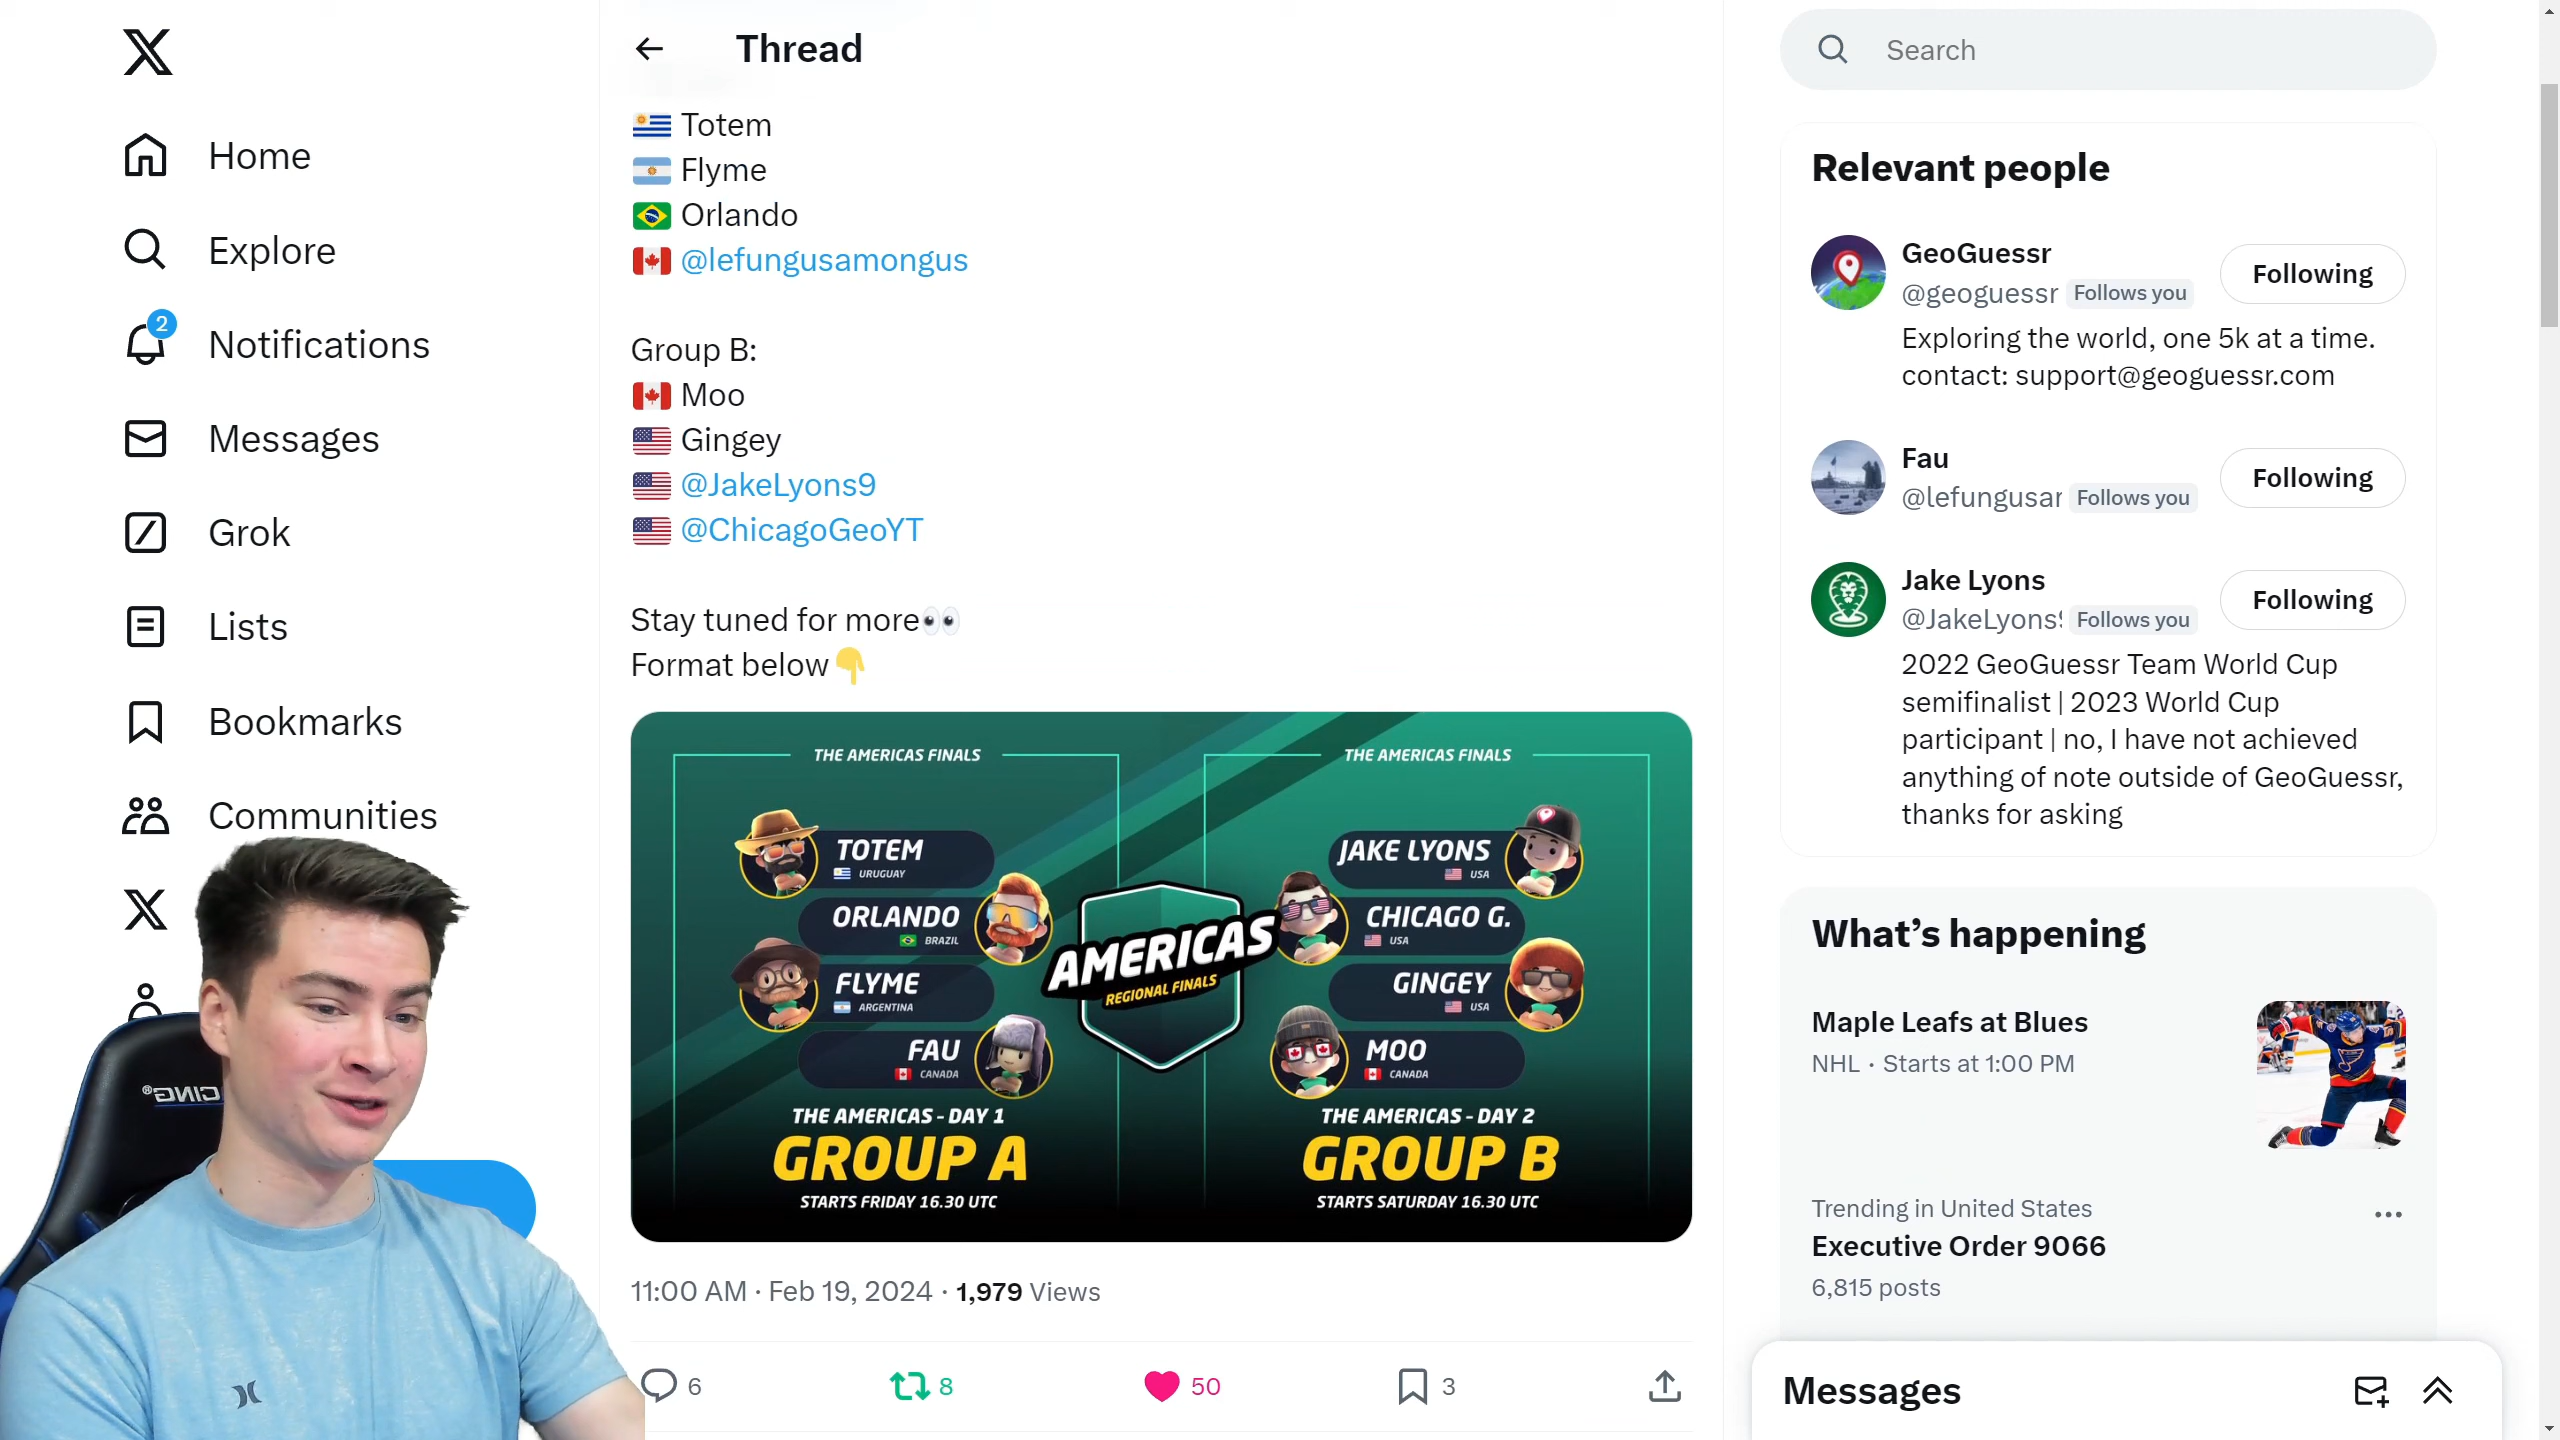 Home
Explore
2
Notifications
Messages
Grok
Lists
Bookmarks
Communities
Thread
Totem
Flyme
Orlando
@lefungusamongus
Group B:
Moo
Gingey
@JakeLyons9
@ChicagoGeoYT
Stay tuned for more👀
Format below👇
THE AMERICAS FINALS
TOTEM
URUGUAY
ORLANDO
BRAZIL
FLYME
ARGENTINA
FAU
CANADA
THE AMERICAS - DAY 1
GROUP A
STARTS FRIDAY 16.30 UTC
AMERICAS
REGIONAL FINALS
THE AMERICAS FINALS
JAKE LYONS
USA
CHICAGO G.
USA
GINGEY
USA
MOO
CANADA
THE AMERICAS - DAY 2
GROUP B
STARTS SATURDAY 16.30 UTC
11:00 AM · Feb 19, 2024 · 1,979 Views
6
8
50
3
Search
Relevant people
GeoGuessr
@geoguessr Follows you
Following
Exploring the world, one 5k at a time.
contact: support@geoguessr.com
Fau
@lefungusar Follows you
Following
Jake Lyons
@JakeLyons Follows you
Following
2022 GeoGuessr Team World Cup
semifinalist | 2023 World Cup
participant | no, I have not achieved
anything of note outside of GeoGuessr,
thanks for asking
What's happening
Maple Leafs at Blues
NHL · Starts at 1:00 PM
Trending in United States
Executive Order 9066
6,815 posts
Messages